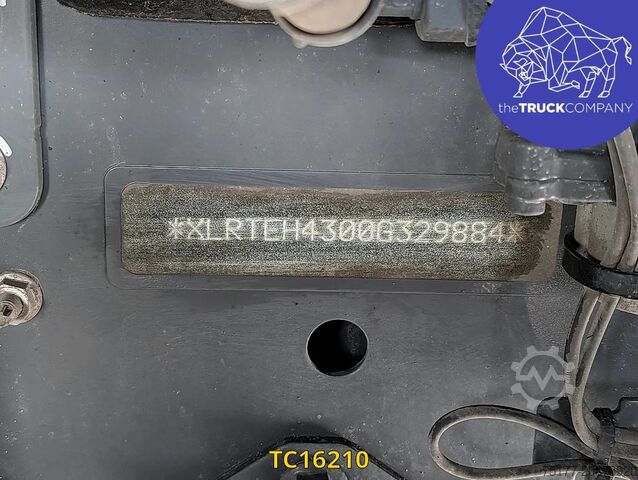 theTRUCKCOMPANY
*XLRTEH4300G329884*
TC16210